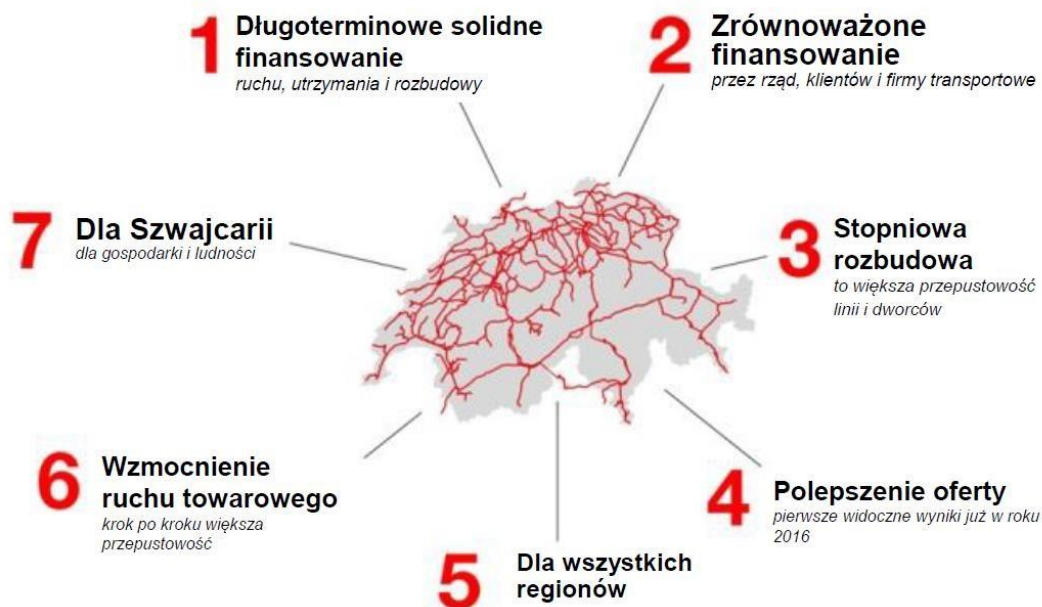 1
Długoterminowe solidne
finansowanie
ruchu, utrzymania i rozbudowy
2
Zrównoważone
finansowanie
przez rząd, klientów i firmy transportowe
3
Stopniowa
rozbudowa
to większa przepustowość
linii i dworców
4
Polepszenie oferty
pierwsze widoczne wyniki już w roku
2016
5
Dla wszystkich
regionów
6
Wzmocnienie
ruchu towarowego
krok po kroku większa
przepustowość
7
Dla Szwajcarii
dla gospodarki i ludności